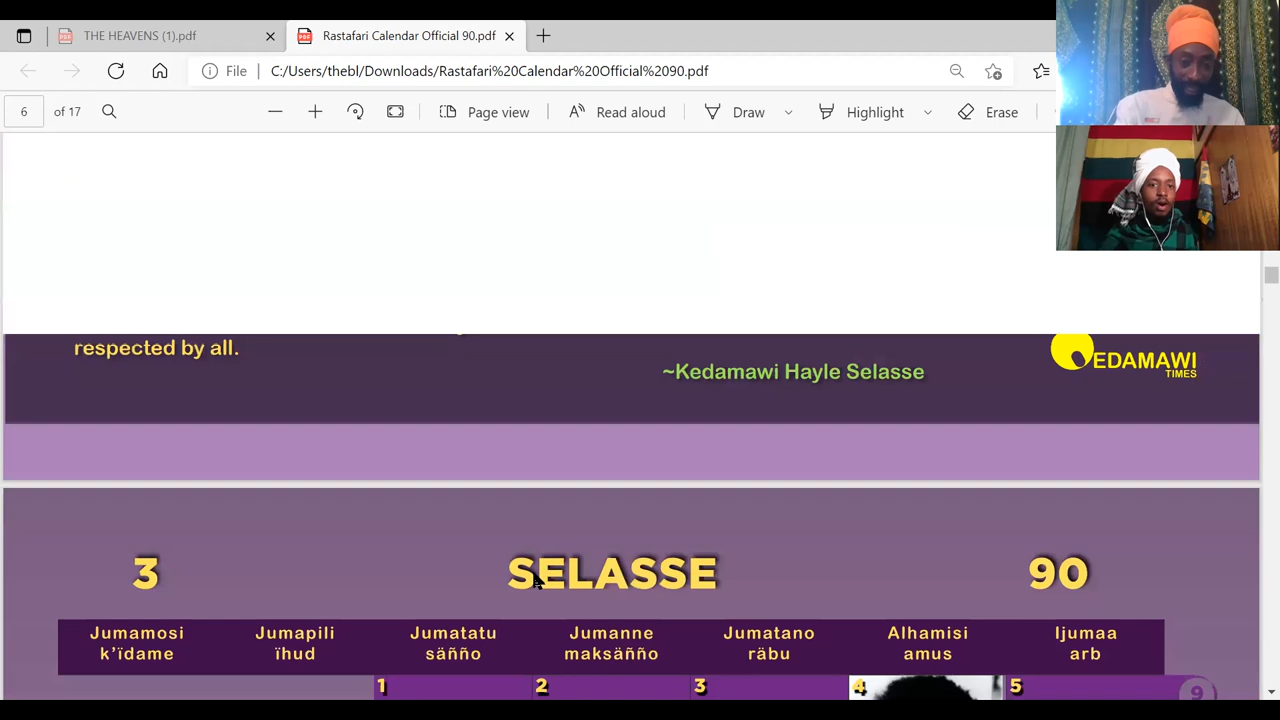 THE HEAVENS (1).pdf
Rastafari Calendar Official 90.pdf
File
C:/Users/thebl/Downloads/Rastafari%20Calendar%20Official%2090.pdf
6 of 17
Page view
Read aloud
Draw
Highlight
Erase
respected by all.
~Kedamawi Hayle Selasse
EDAMAWI
TIMES
3 SELASSE 90
Jumamosi Jumapili Jumatatu Jumanne Jumatano Alhamisi Ijumaa
k'ïdame ïhud säñño maksäñño räbu amus arb
1 2 3 4 5 9